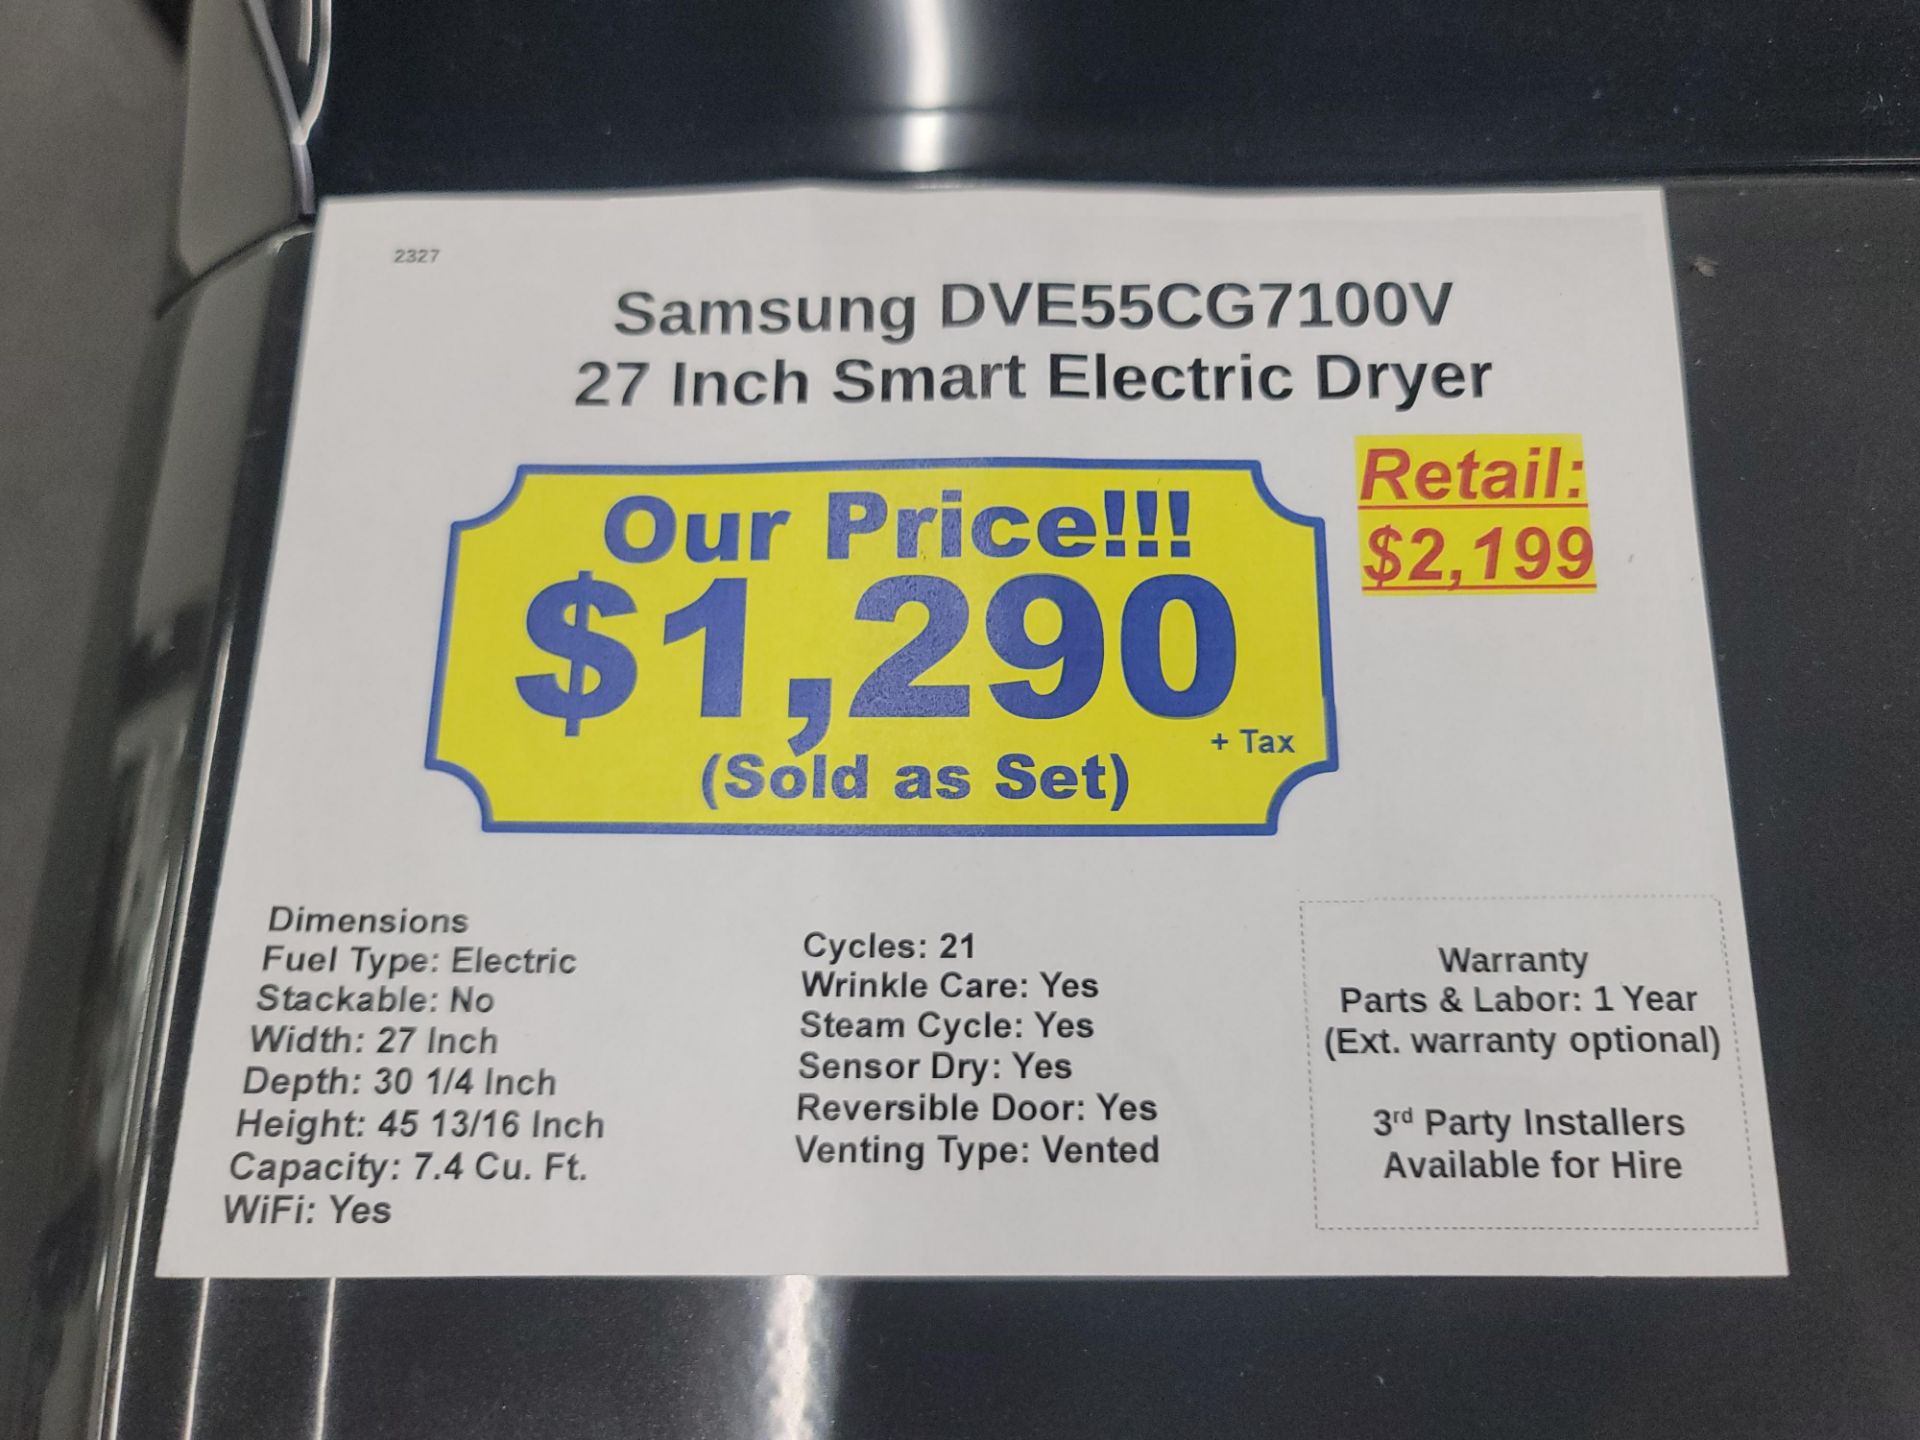 2327
Samsung DVE55CG7100V
27 Inch Smart Electric Dryer
Our Price!!!
$1,290
+ Tax
(Sold as Set)
Retail:
$2,199
Dimensions
Fuel Type: Electric
Stackable: No
Width: 27 Inch
Depth: 30 1/4 Inch
Height: 45 13/16 Inch
Capacity: 7.4 Cu. Ft.
WiFi: Yes
Cycles: 21
Wrinkle Care: Yes
Steam Cycle: Yes
Sensor Dry: Yes
Reversible Door: Yes
Venting Type: Vented
Warranty
Parts & Labor: 1 Year
(Ext. warranty optional)
3rd Party Installers
Available for Hire